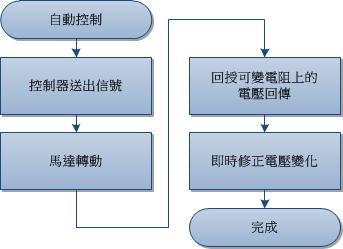 自動控制
控制器送出信號
馬達轉動
回授可變電阻上的
電壓回傳
即時修正電壓變化
完成